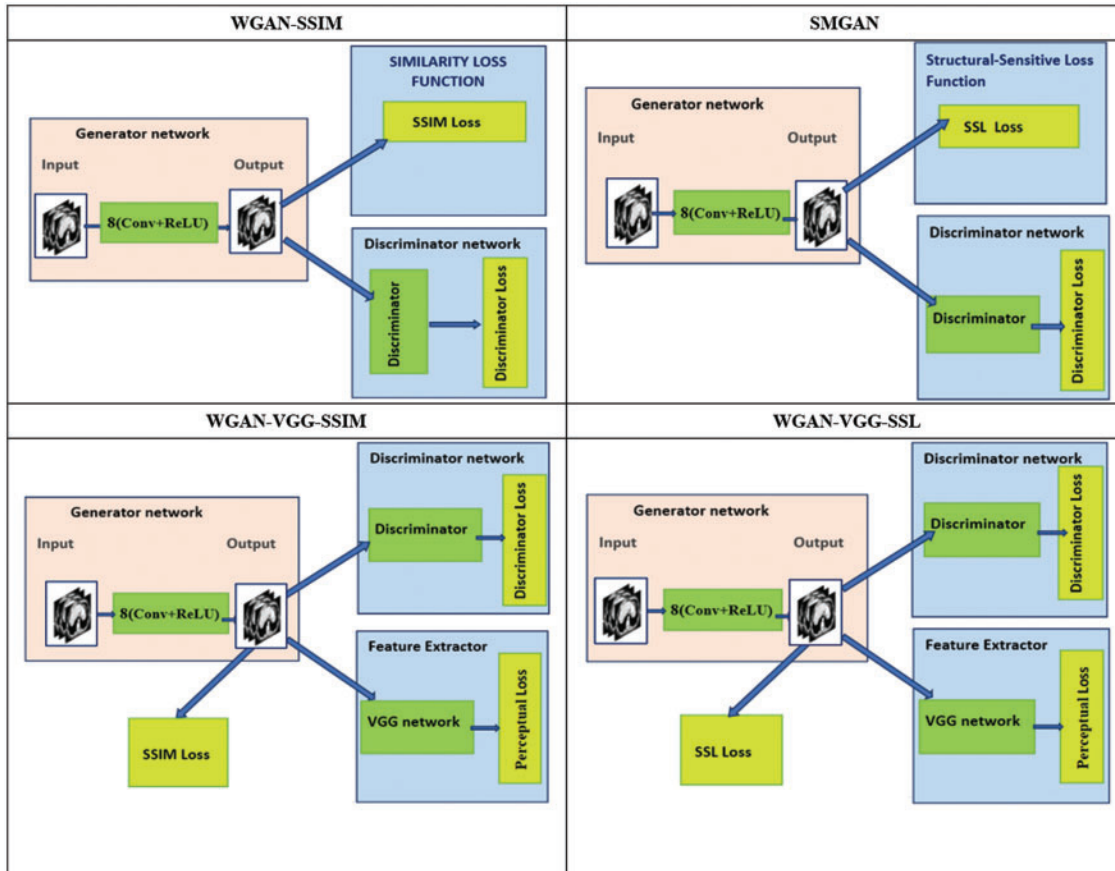 WGAN-SSIM
SIMILARITY LOSS
FUNCTION
SSIM Loss
Generator network
Input
Output
8(Conv+ReLU)
Discriminator network
Discriminator
Discriminator Loss
SMGAN
Structural-Sensitive Loss
Function
SSL Loss
Generator network
Input
Output
8(Conv+ReLU)
Discriminator network
Discriminator
Discriminator Loss
WGAN-VGG-SSIM
Discriminator network
Discriminator
Discriminator Loss
Generator network
Input
Output
8(Conv+ReLU)
Feature Extractor
VGG network
Perceptual Loss
SSIM Loss
WGAN-VGG-SSL
Discriminator network
Discriminator
Discriminator Loss
Generator network
Input
Output
8(Conv+ReLU)
Feature Extractor
VGG network
Perceptual Loss
SSL Loss